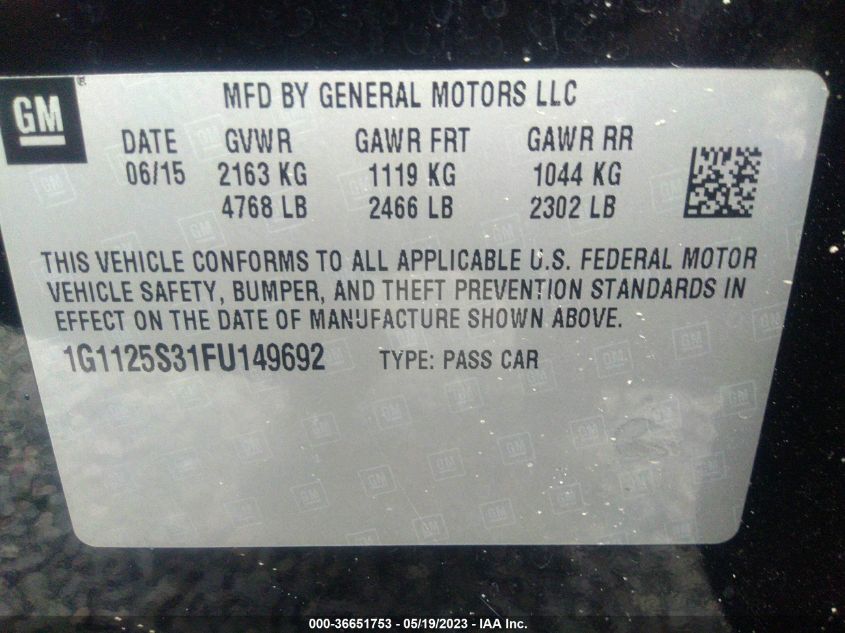 GM
MFD BY GENERAL MOTORS LLC
DATE GVWR GAWR FRT GAWR RR
06/15 2163 KG 1119 KG 1044 KG
4768 LB 2466 LB 2302 LB
THIS VEHICLE CONFORMS TO ALL APPLICABLE U.S. FEDERAL MOTOR
VEHICLE SAFETY, BUMPER, AND THEFT PREVENTION STANDARDS IN
EFFECT ON THE DATE OF MANUFACTURE SHOWN ABOVE.
1G1125S31FU149692 TYPE: PASS CAR
000-36651753 - 05/19/2023 - IAA Inc.